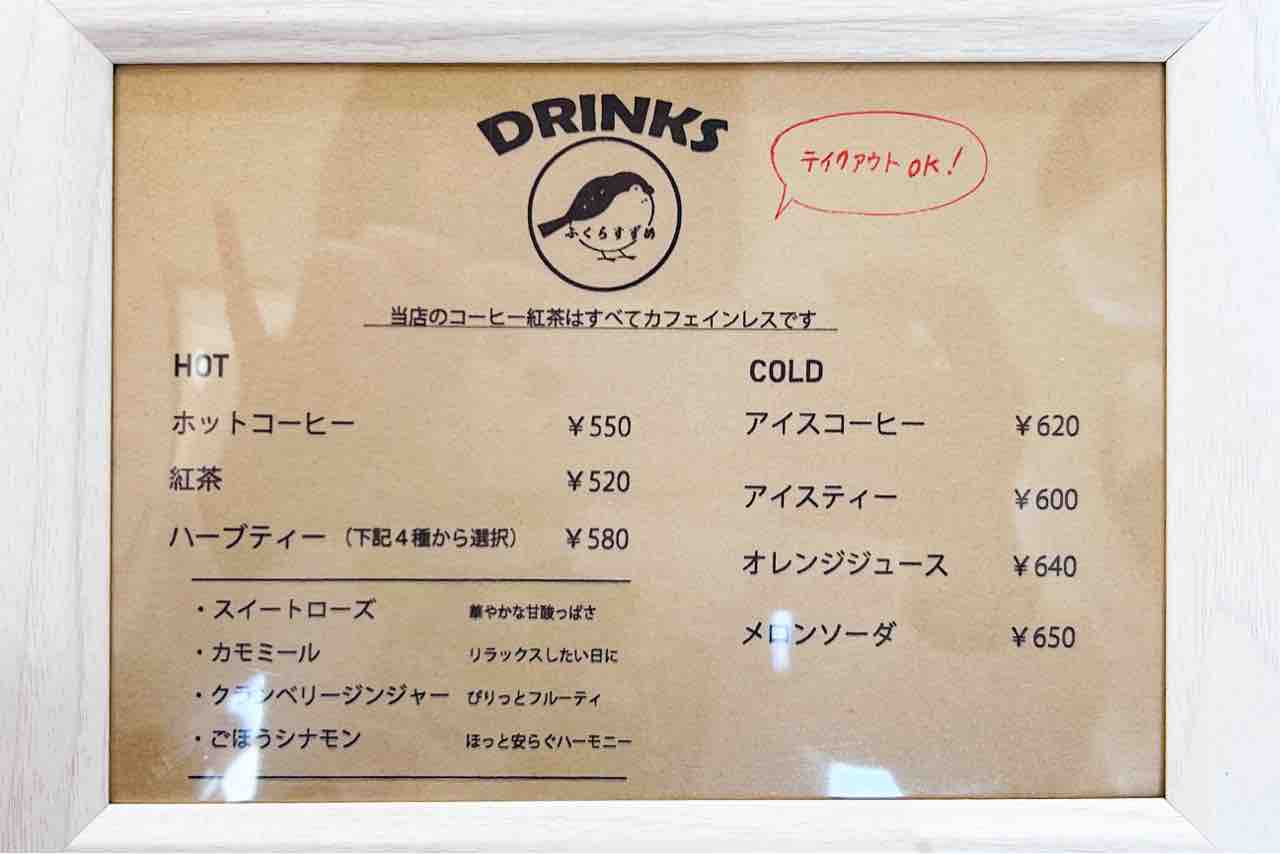 DRINKS
テイクアウト OK!
ふくらすずめ
当店のコーヒー紅茶はすべてカフェインレスです
HOT
ホットコーヒー ¥550
紅茶 ¥520
ハーブティー（下記４種から選択） ¥580
・スイートローズ 華やかな甘酸っぱさ
・カモミール リラックスしたい日に
・クランベリージンジャー ぴりっとフルーティ
・ごぼうシナモン ほっと安らぐハーモニー
COLD
アイスコーヒー ¥620
アイスティー ¥600
オレンジジュース ¥640
メロンソーダ ¥650